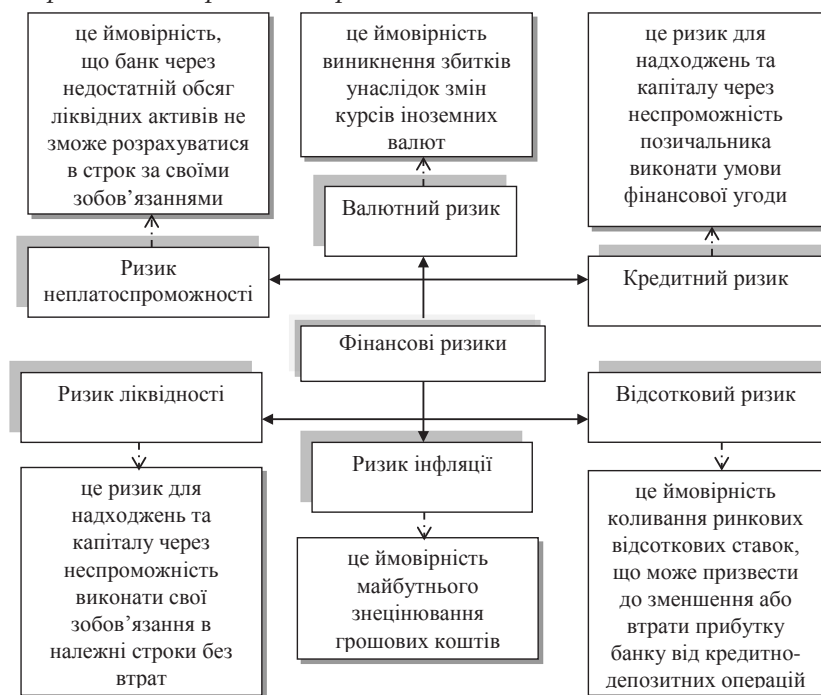 це ймовірність,
що банк через
недостатній обсяг
ліквідних активів не
зможе розрахуватися
в строк за своїми
зобов’язаннями
це ймовірність
виникнення збитків
унаслідок змін
курсів іноземних
валют
це ризик для
надходжень та
капіталу через
неспроможність
позичальника
виконати умови
фінансової угоди
Ризик
неплатоспроможності
Валютний ризик
Кредитний ризик
Фінансові ризики
Ризик ліквідності
Ризик інфляції
Відсотковий ризик
це ризик для
надходжень та
капіталу через
неспроможність
виконати свої
зобов’язання в
належні строки без
втрат
це ймовірність
майбутнього
знецінювання
грошових коштів
це ймовірність
коливання ринкових
відсоткових ставок,
що може призвести
до зменшення або
втрати прибутку
банку від кредитно-
депозитних операцій